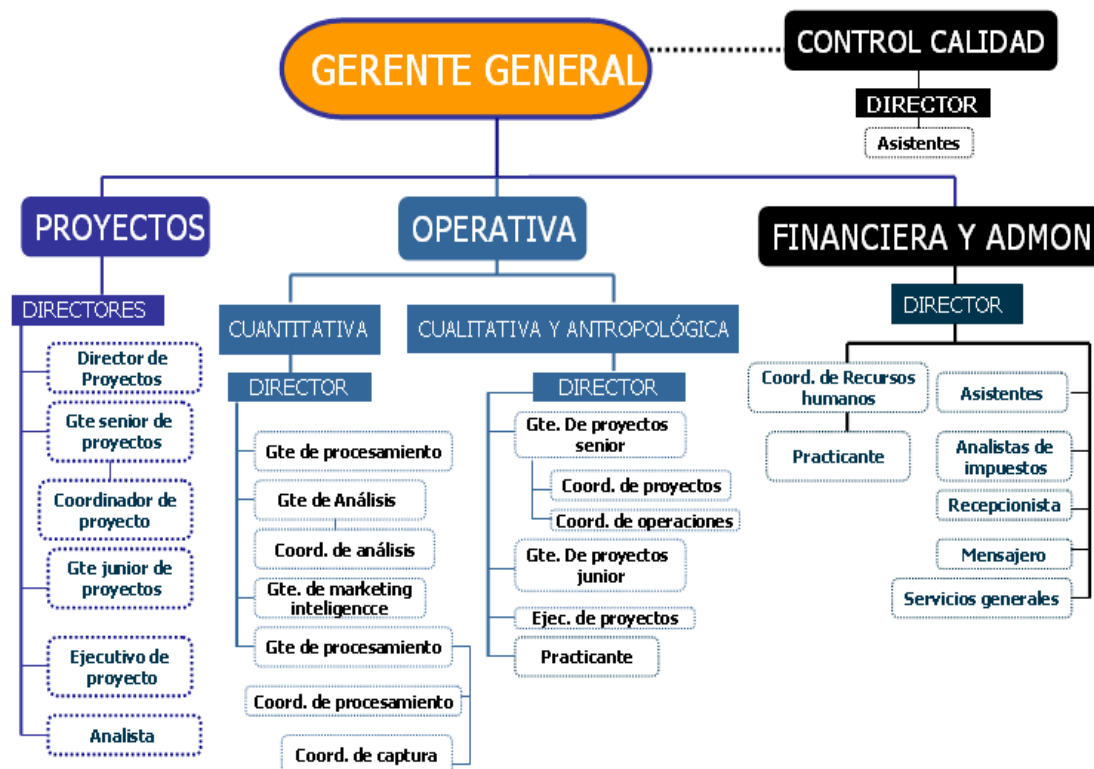 GERENTE GENERAL
CONTROL CALIDAD
DIRECTOR
Asistentes
PROYECTOS
DIRECTORES
Director de
Proyectos
Gte senior de
proyectos
Coordinador de
proyecto
Gte junior de
proyectos
Ejecutivo de
proyecto
Analista
OPERATIVA
CUANTITATIVA
DIRECTOR
Gte de procesamiento
Gte de Análisis
Coord. de análisis
Gte. de marketing
inteligencce
Gte de procesamiento
Coord. de procesamiento
Coord. de captura
CUALITATIVA Y ANTROPOLÓGICA
DIRECTOR
Gte. De proyectos
senior
Coord. de proyectos
Coord. de operaciones
Gte. De proyectos
junior
Ejec. de proyectos
Practicante
FINANCIERA Y ADMON
DIRECTOR
Coord. de Recursos
humanos
Practicante
Asistentes
Analistas de
impuestos
Recepcionista
Mensajero
Servicios generales